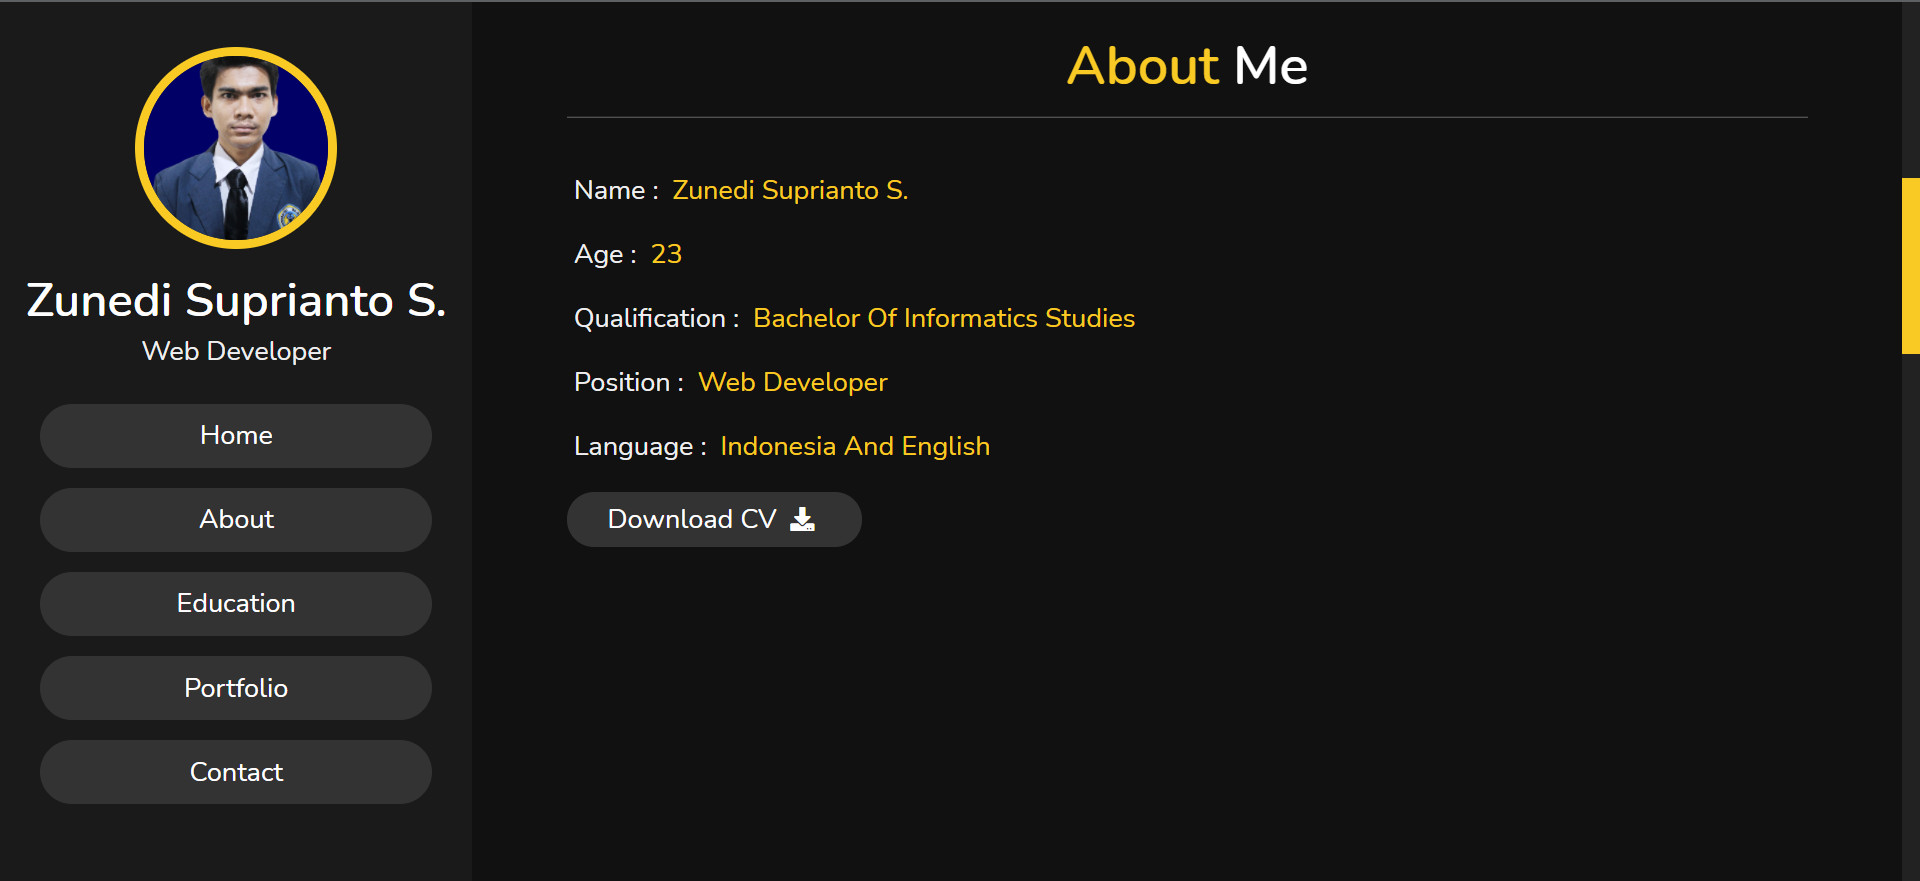 Zunedi Suprianto S.
Web Developer
Home
About
Education
Portfolio
Contact
About Me
Name : Zunedi Suprianto S.
Age : 23
Qualification : Bachelor Of Informatics Studies
Position : Web Developer
Language : Indonesia And English
Download CV